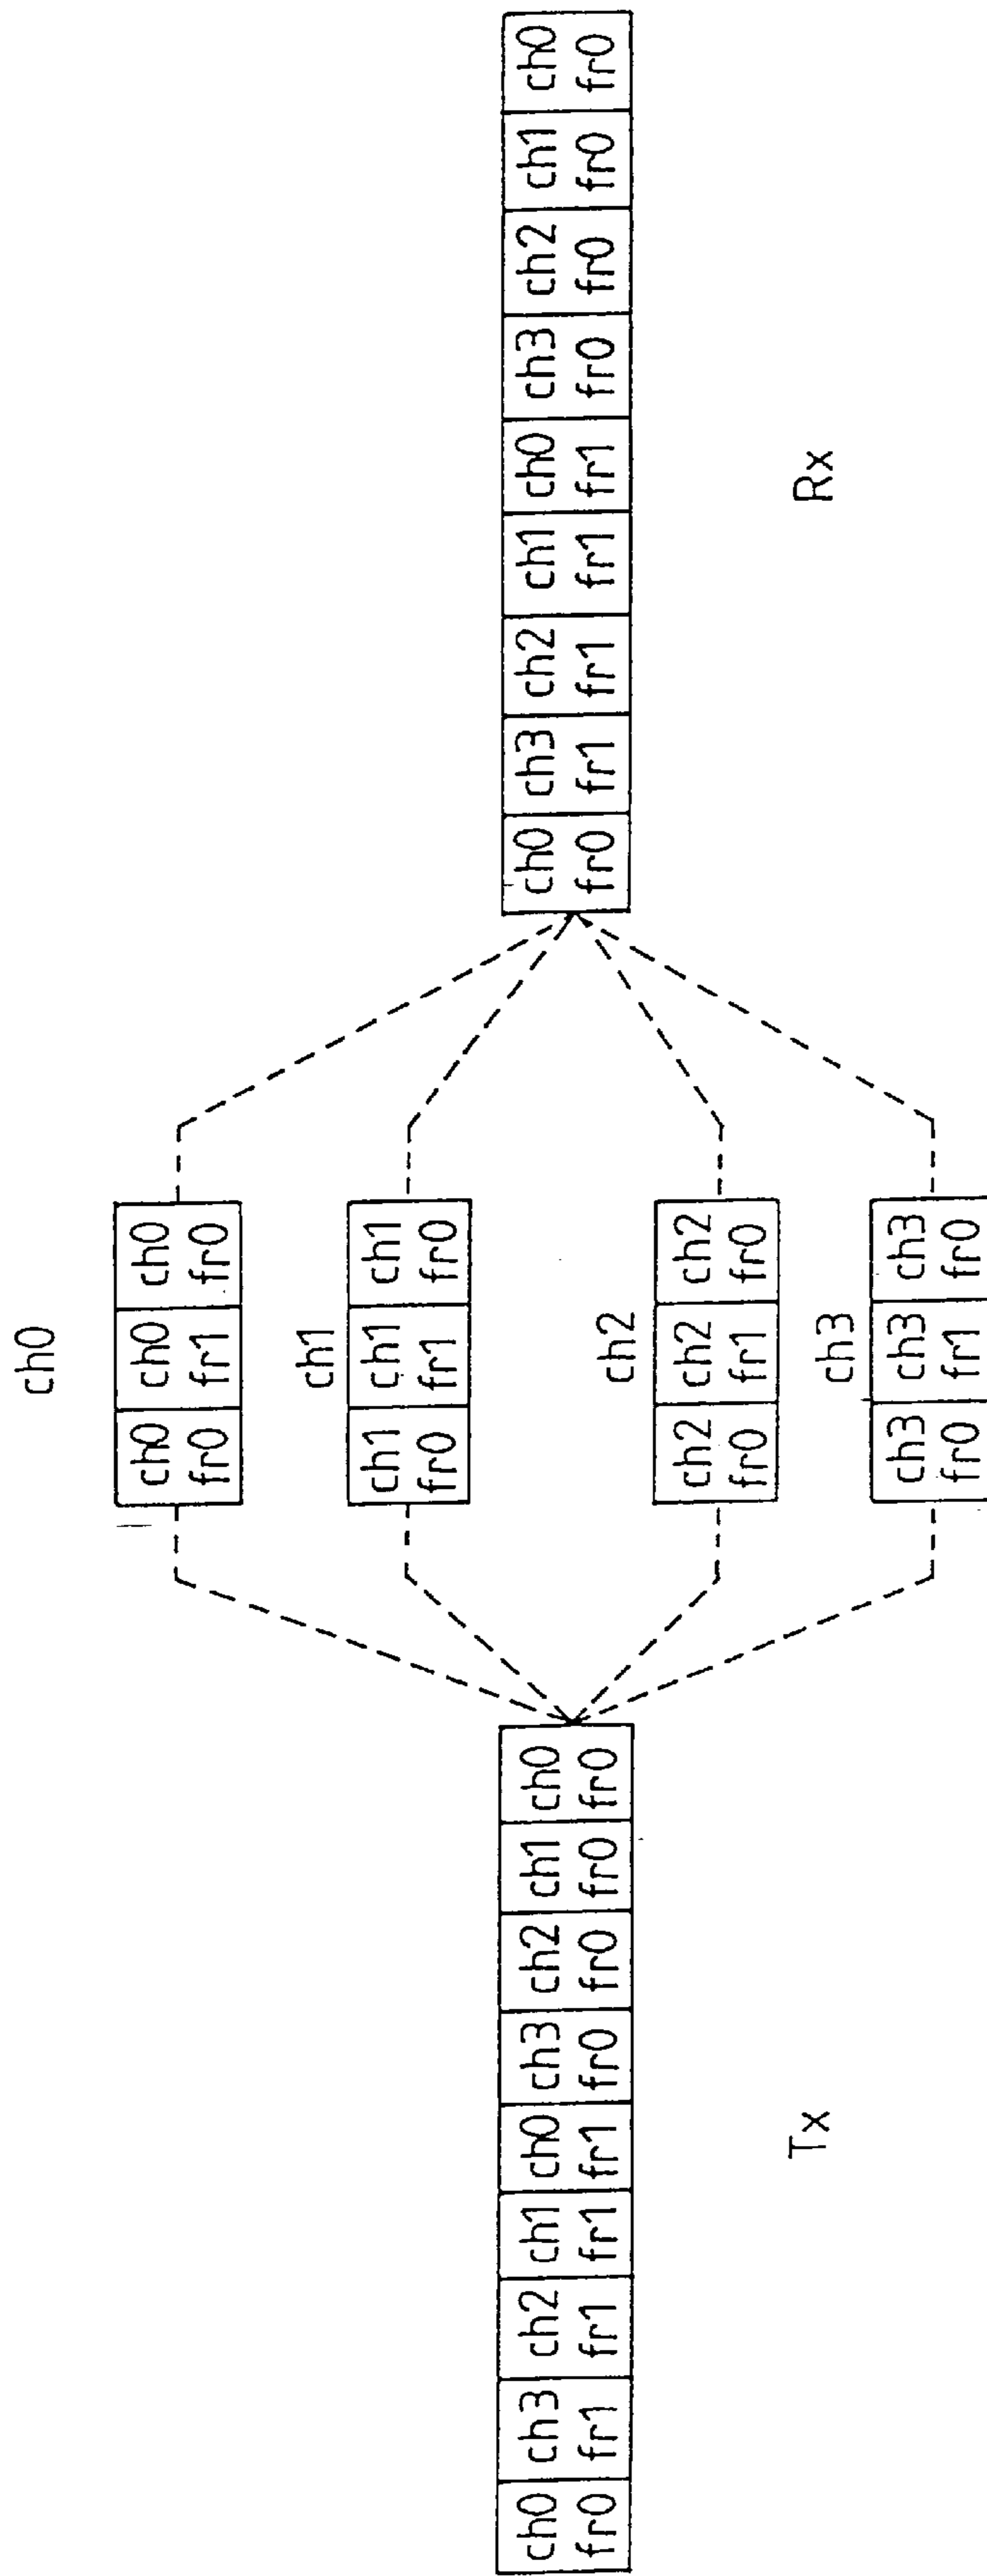 ch0
ch0 ch0 ch0
fr0 fr1 fr0
ch1
ch1 ch1 ch1
fr0 fr1 fr0
ch0 ch3 ch2 ch1 ch0 ch3 ch2 ch1 ch0
fr0 fr1 fr1 fr1 fr1 fr0 fr0 fr0 fr0
ch0 ch3 ch2 ch1 ch0 ch3 ch2 ch1 ch0
fr0 fr1 fr1 fr1 fr1 fr0 fr0 fr0 fr0
ch2
ch2 ch2 ch2
fr0 fr1 fr0
ch3
ch3 ch3 ch3
fr0 fr1 fr0
Tx
Rx